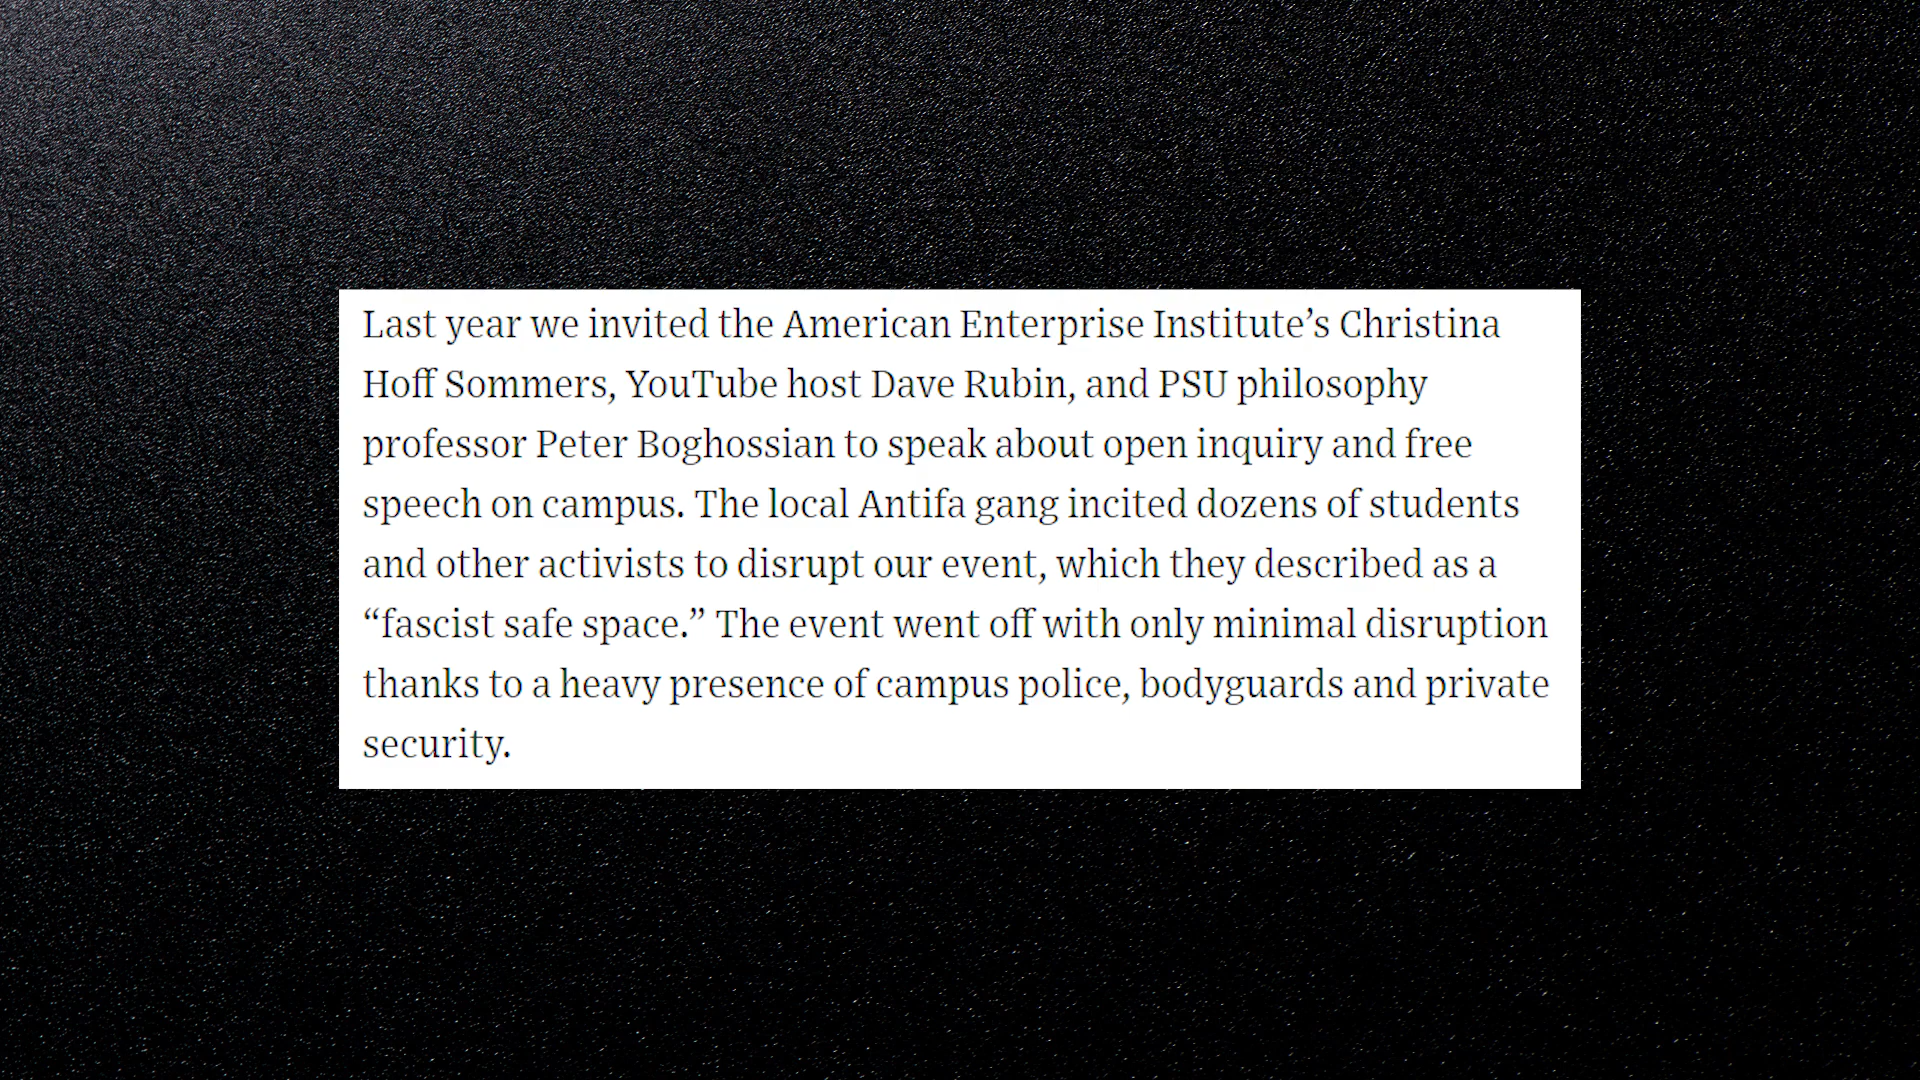 Last year we invited the American Enterprise Institute’s Christina
Hoff Sommers, YouTube host Dave Rubin, and PSU philosophy
professor Peter Boghossian to speak about open inquiry and free
speech on campus. The local Antifa gang incited dozens of students
and other activists to disrupt our event, which they described as a
“fascist safe space.” The event went off with only minimal disruption
thanks to a heavy presence of campus police, bodyguards and private
security.